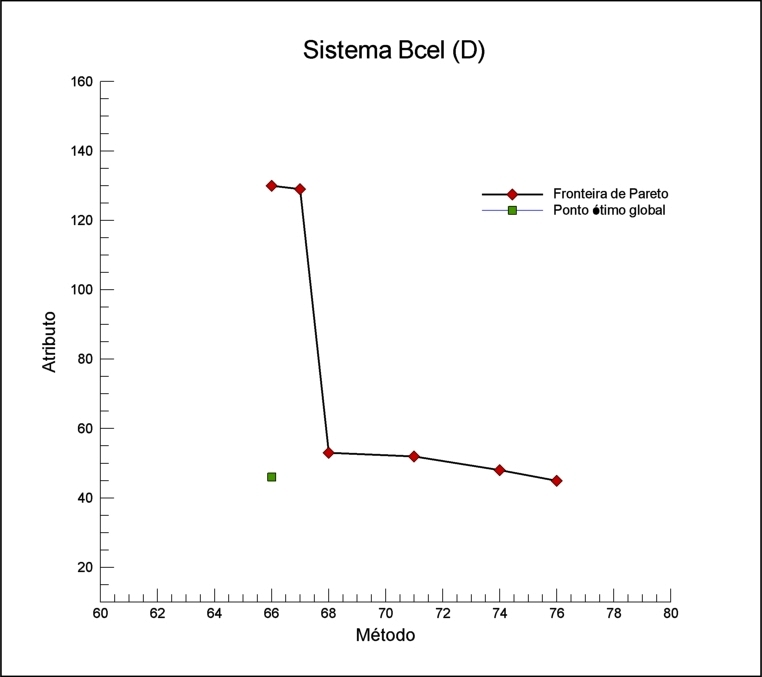 Sistema Bcel (D)
160
140
120
100
80
60
40
20
Atributo
Fronteira de Pareto
Ponto ótimo global
60 62 64 66 68 70 72 74 76 78 80
Método